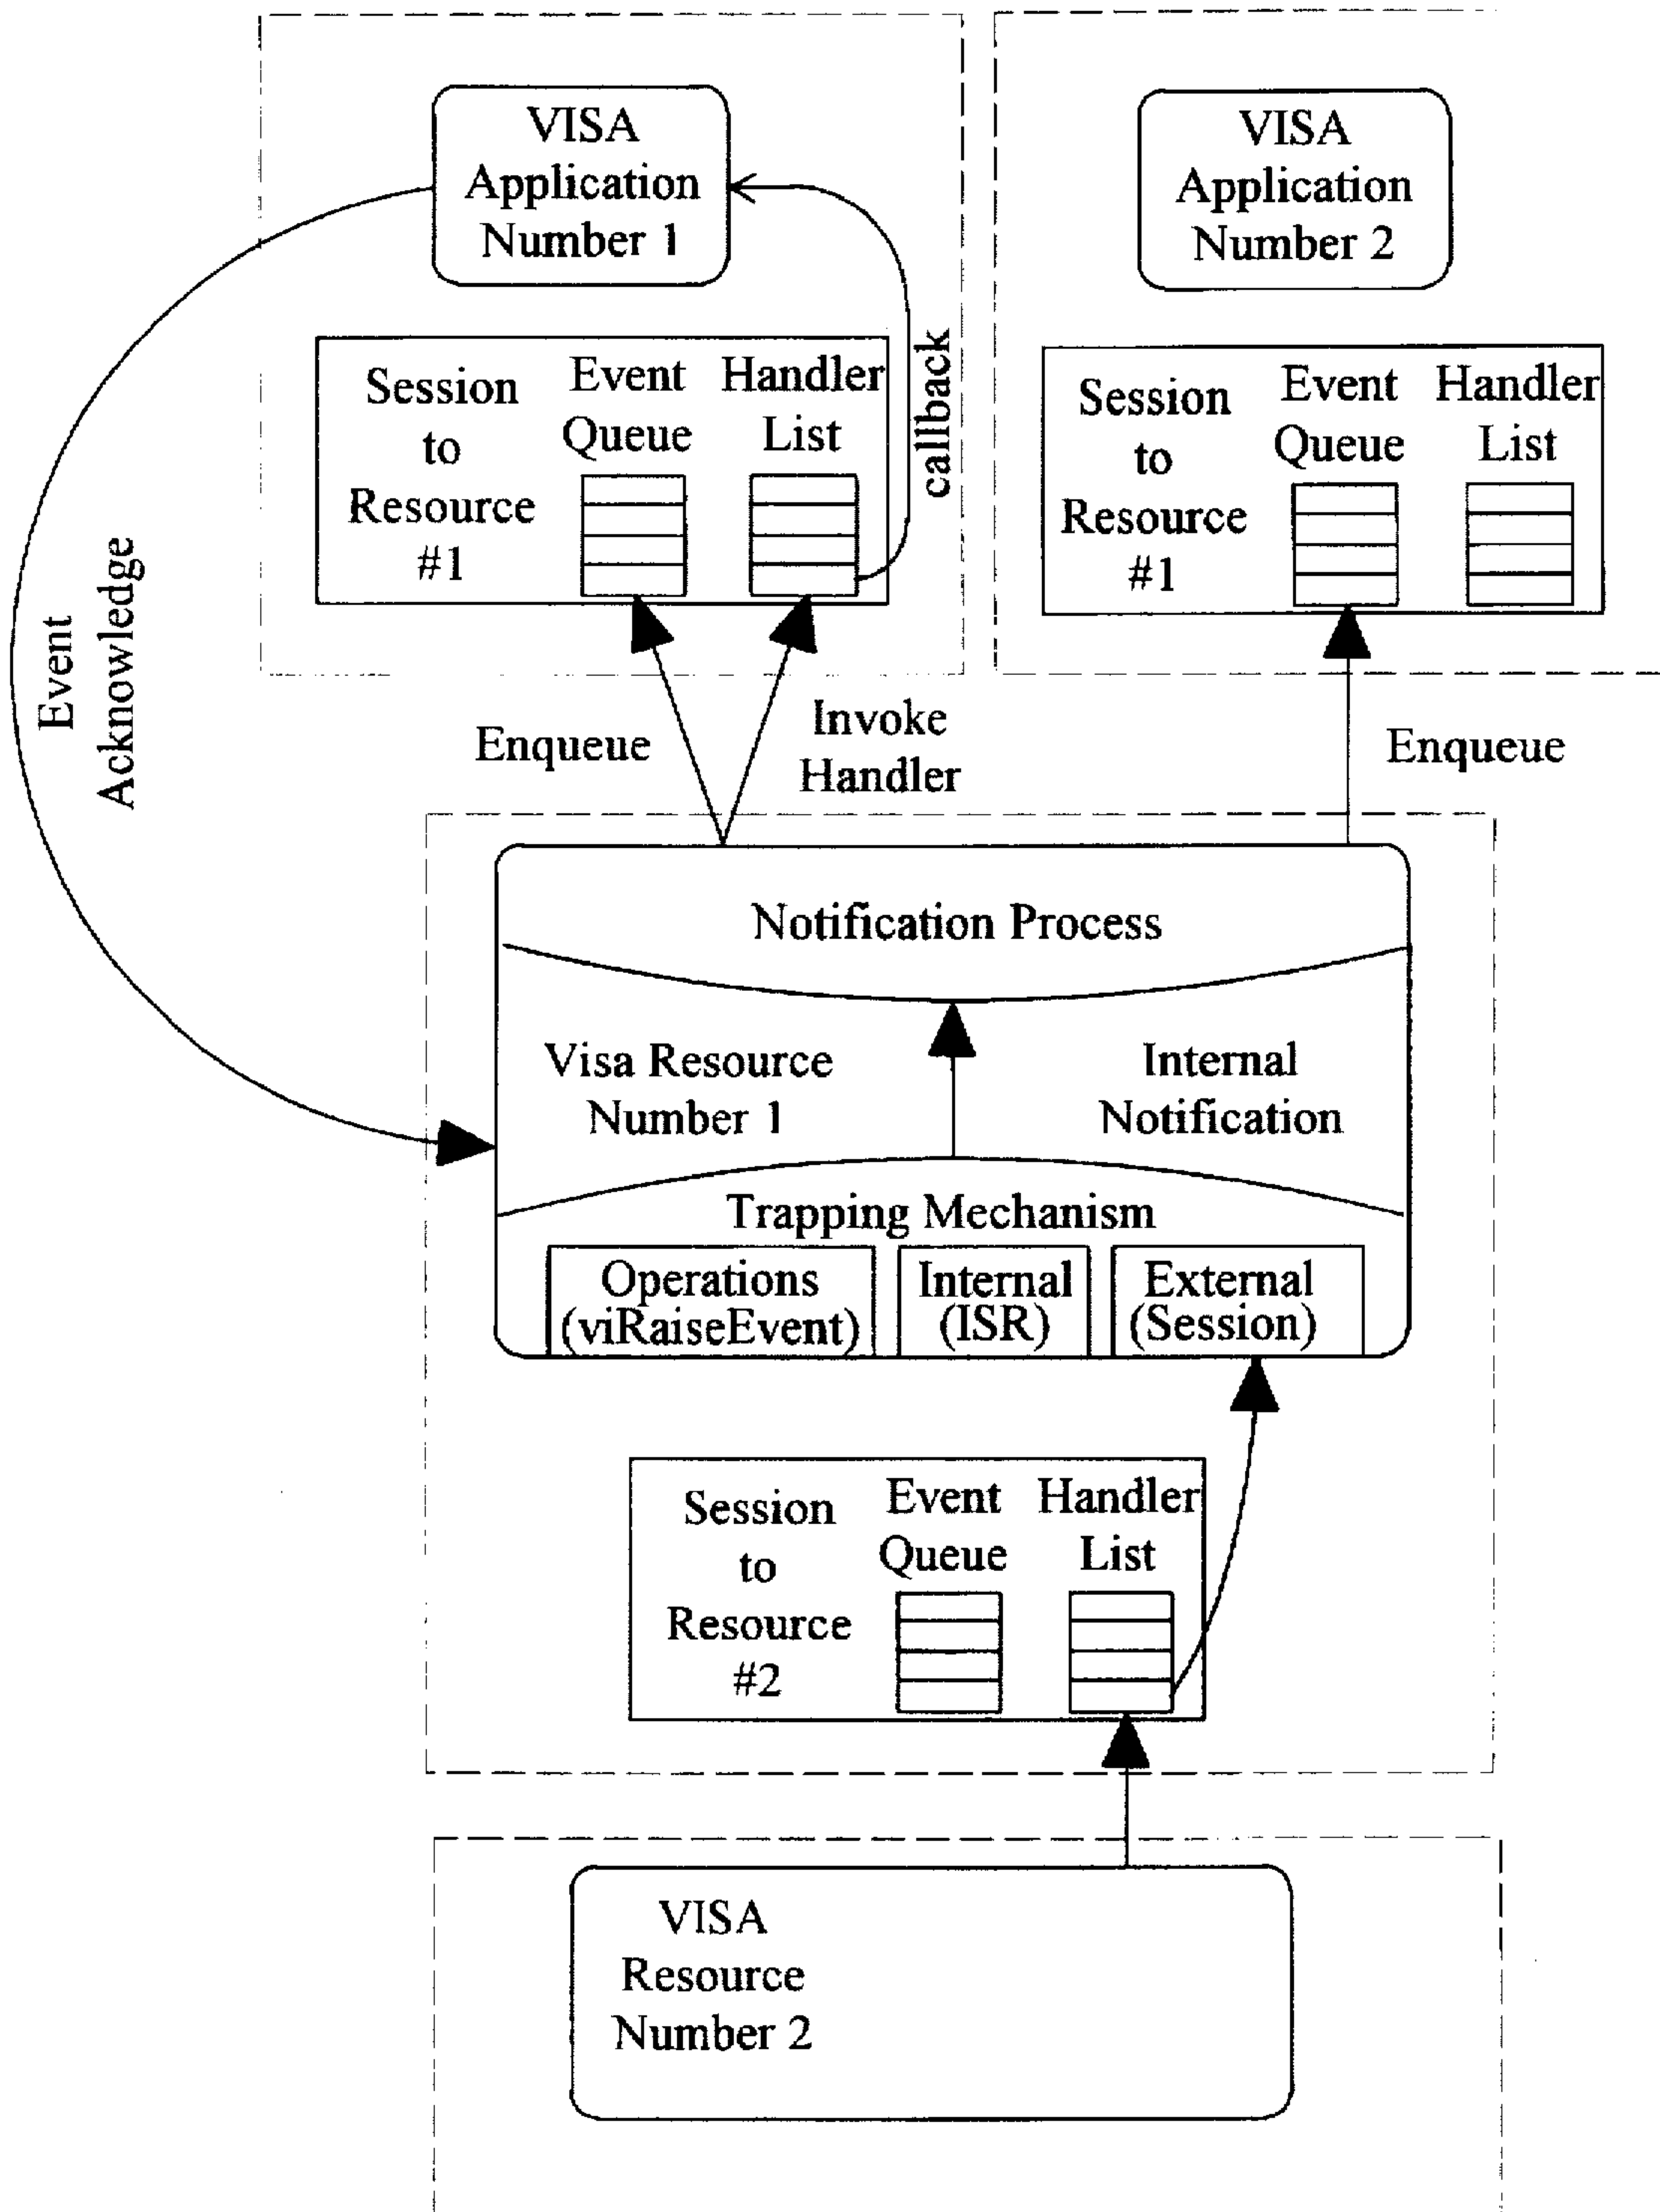 VISA
Application
Number 1
VISA
Application
Number 2
Session
to
Resource
#1
Event
Queue
Handler
List
callback
Session
to
Resource
#1
Event
Queue
Handler
List
Event
Acknowledge
Enqueue
Invoke
Handler
Enqueue
Notification Process
Visa Resource
Number 1
Internal
Notification
Trapping Mechanism
Operations
(viRaiseEvent)
Internal
(ISR)
External
(Session)
Session
to
Resource
#2
Event
Queue
Handler
List
VISA
Resource
Number 2